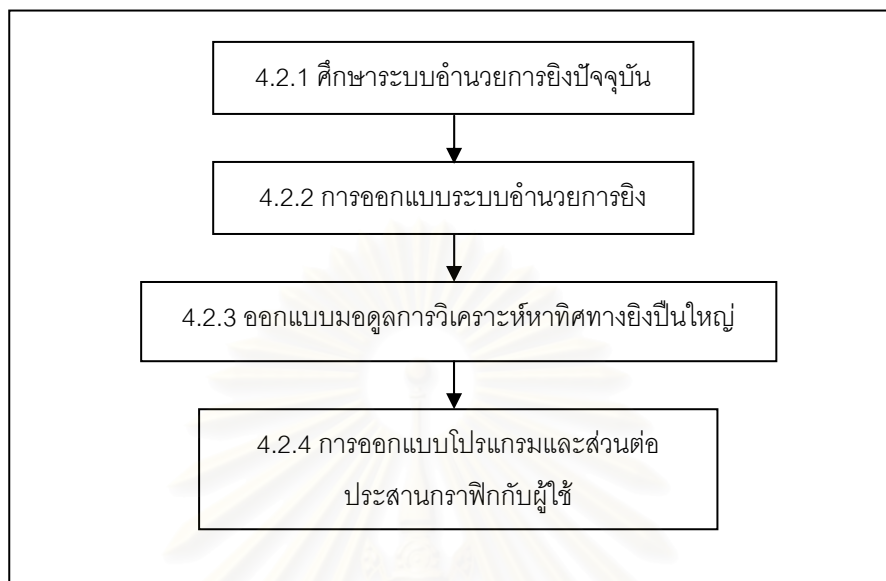 4.2.1 ศึกษาระบบอำนวยการยิงปัจจุบัน
4.2.2 การออกแบบระบบอำนวยการยิง
4.2.3 ออกแบบมอดูลการวิเคราะห์หาทิศทางยิงปืนใหญ่
4.2.4 การออกแบบโปรแกรมและส่วนต่อ
ประสานกราฟิกกับผู้ใช้